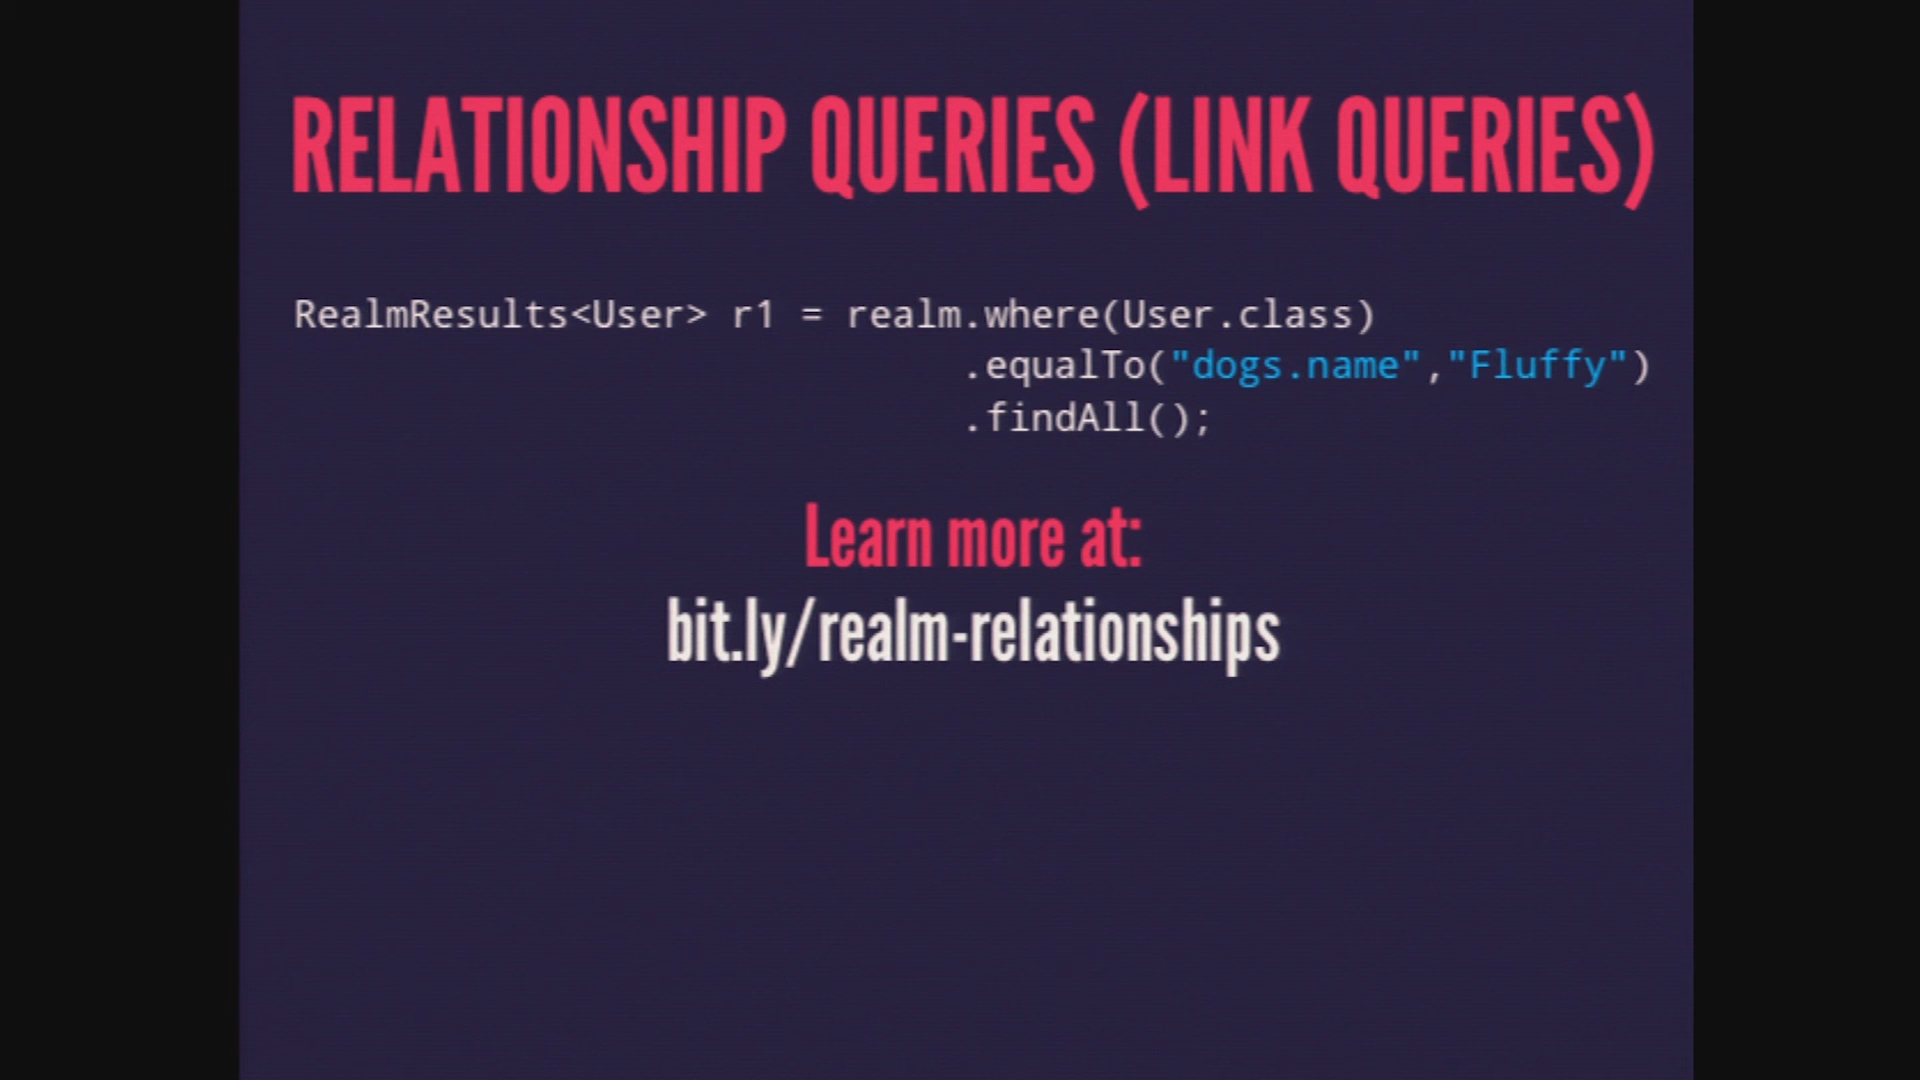 RELATIONSHIP QUERIES (LINK QUERIES)
RealmResults<User> r1 = realm.where(User.class)
.equalTo("dogs.name","Fluffy")
.findAll();
Learn more at:
bit.ly/realm-relationships